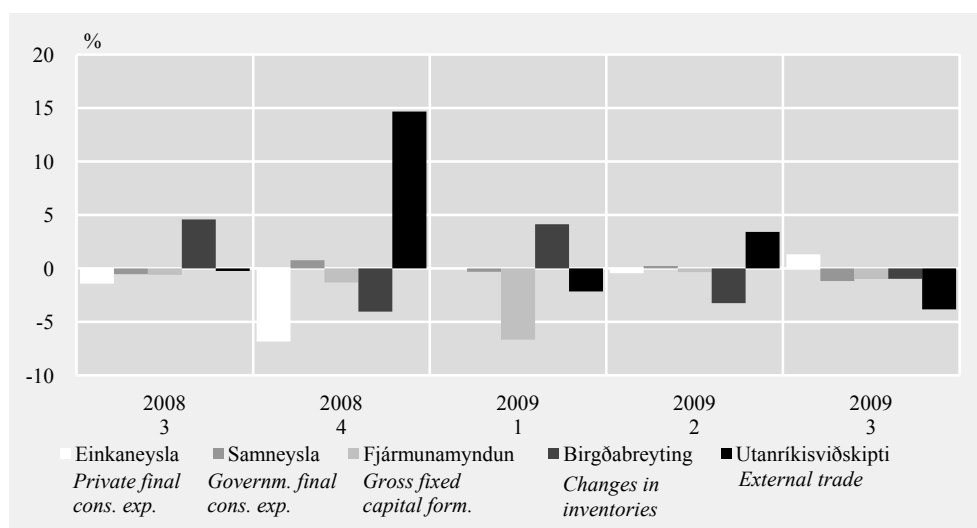 %
20
15
10
5
0
-5
-10
2008 2008 2009 2009 2009
3 4 1 2 3
Einkaneysla Samneysla Fjármunamyndun Birgðabreyting Utanríkisviðskipti
Private final Governm. final Gross fixed Changes in External trade
cons. exp. cons. exp. capital form. inventories